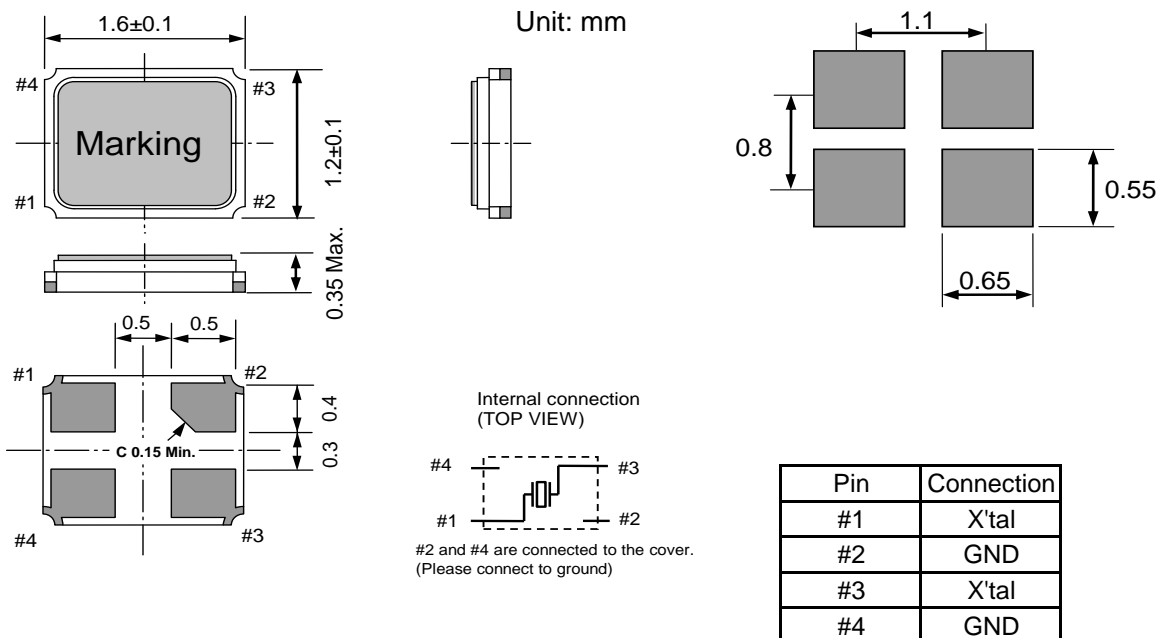 Unit: mm
1.6±0.1
#4
#3
Marking
1.2±0.1
#1
#2
0.35 Max.
0.5
0.5
#1
#2
0.4
C 0.15 Min.
0.3
#4
#3
1.1
0.8
0.55
0.65
Internal connection
(TOP VIEW)
#4
#3
#1
#2
#2 and #4 are connected to the cover.
(Please connect to ground)
Pin Connection
#1 X'tal
#2 GND
#3 X'tal
#4 GND